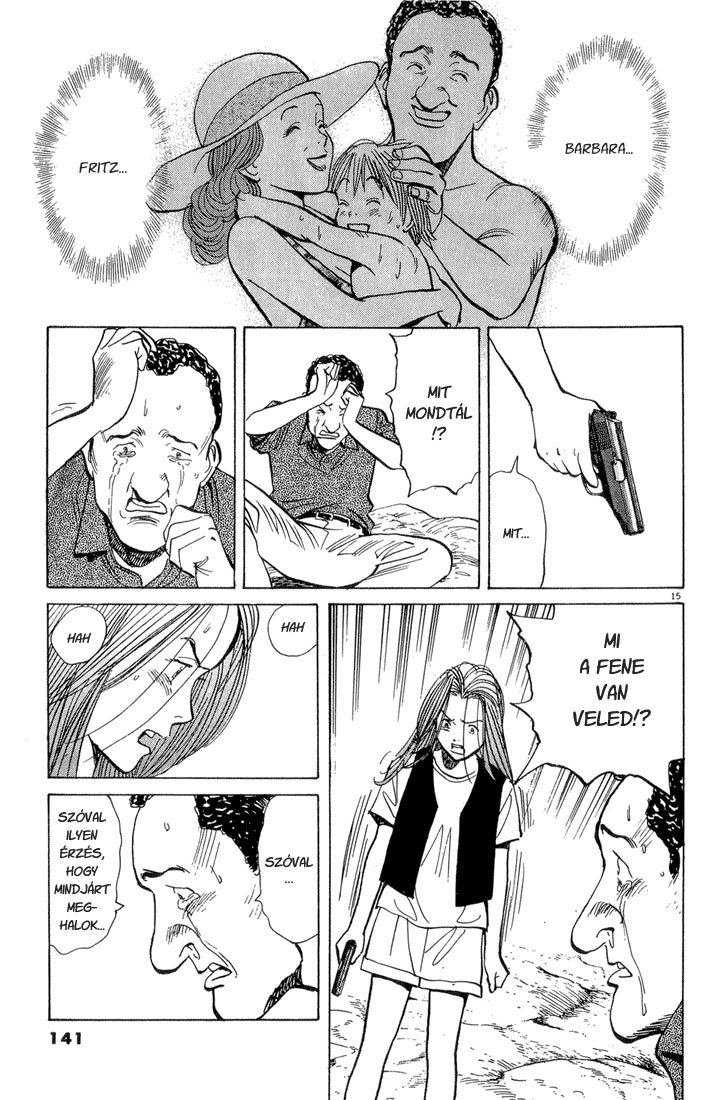 BARBARA...
FRITZ...
MIT...
MIT
MONDTÁL
!?
15
MI
A FENE
VAN
VELED!?
HAH
HAH
SZÓVAL
...
SZÓVAL
ILYEN
ÉRZÉS,
HOGY
MINDJÁRT
MEG-
HALOK...
141